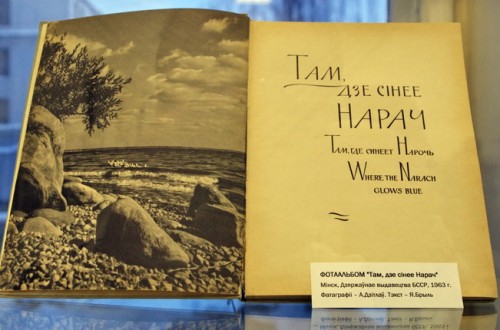 ТАМ,
ДЗЕ СІНЕЕ
НАРАЧ
ТАМ, ГДЕ СИНЕЕТ НАРОЧЬ
WHERE THE NARACH
GLOWS BLUE
ФОТААЛЬБОМ "Там, дзе сінее Нарач"
Мінск, Дзяржаўнае выдавецтва БССР, 1963 г.
Фатаграфіі - А.Дзітлаў. Тэкст - Я.Брыль